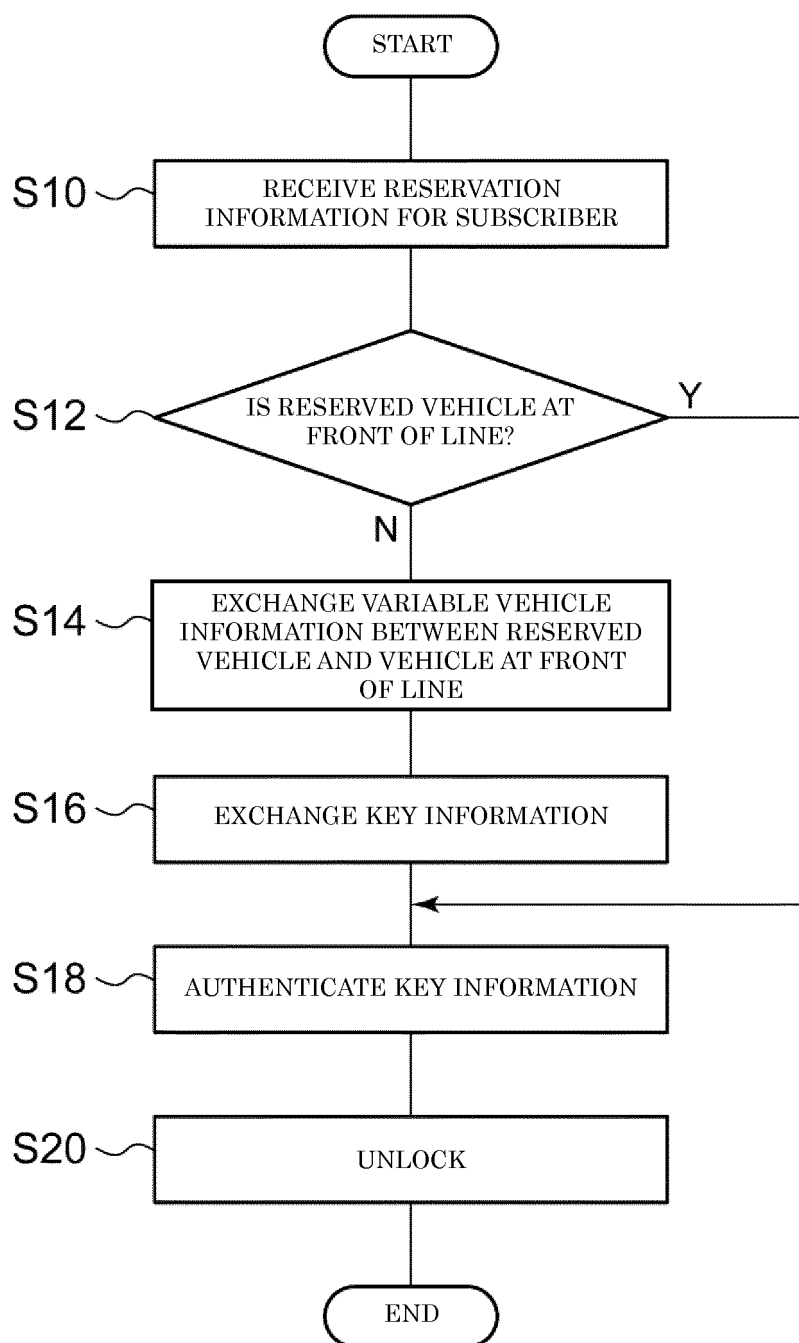 START
S10
RECEIVE RESERVATION
INFORMATION FOR SUBSCRIBER
S12
IS RESERVED VEHICLE AT
FRONT OF LINE?
Y
N
S14
EXCHANGE VARIABLE VEHICLE
INFORMATION BETWEEN RESERVED
VEHICLE AND VEHICLE AT FRONT
OF LINE
S16
EXCHANGE KEY INFORMATION
S18
AUTHENTICATE KEY INFORMATION
S20
UNLOCK
END